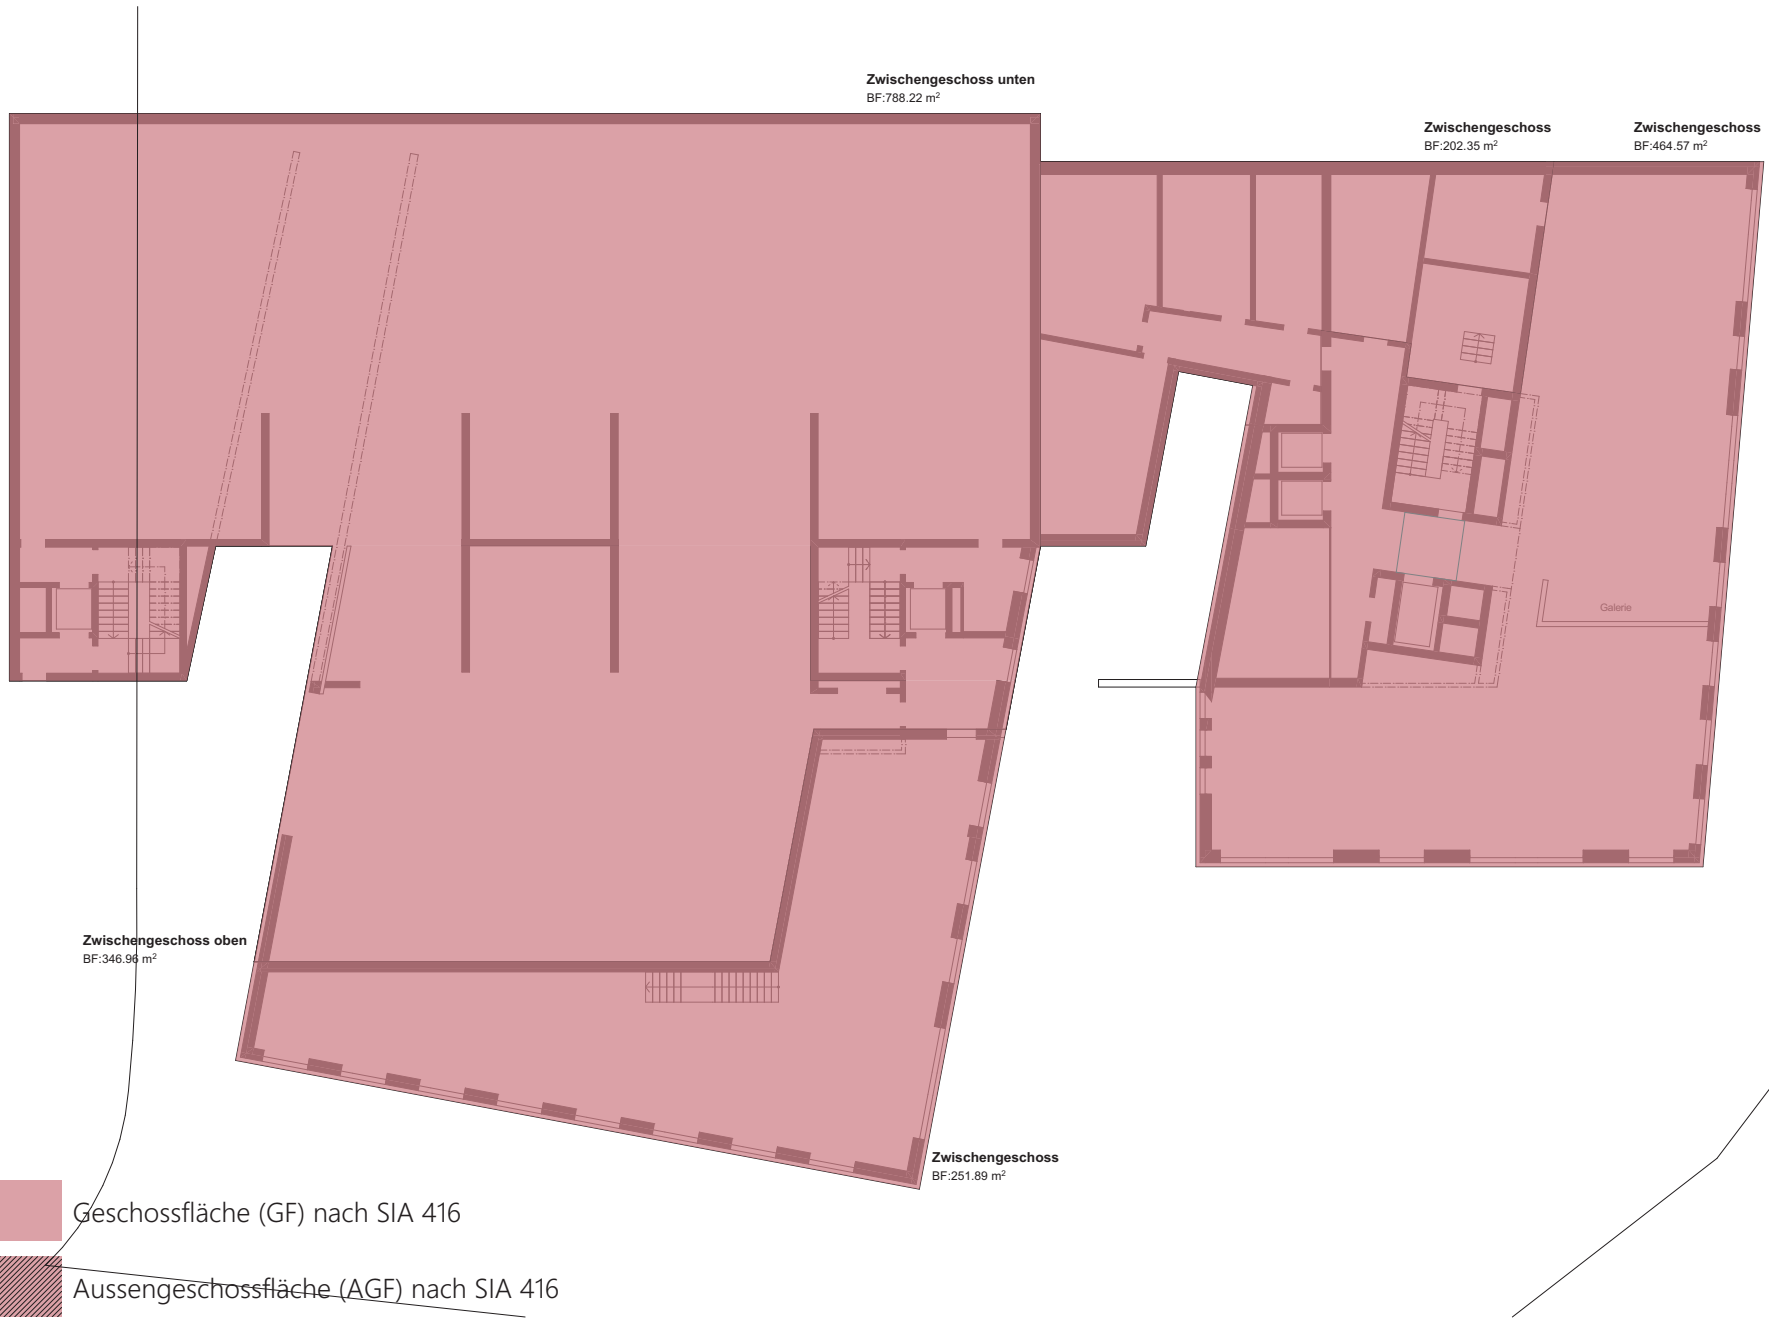 Zwischengeschoss unten
BF:788.22 m²
Zwischengeschoss
BF:202.35 m²
Zwischengeschoss
BF:464.57 m²
Galerie
Zwischengeschoss oben
BF:346.96 m²
Zwischengeschoss
BF:251.89 m²
Geschossfläche (GF) nach SIA 416
Aussengeschossfläche (AGF) nach SIA 416